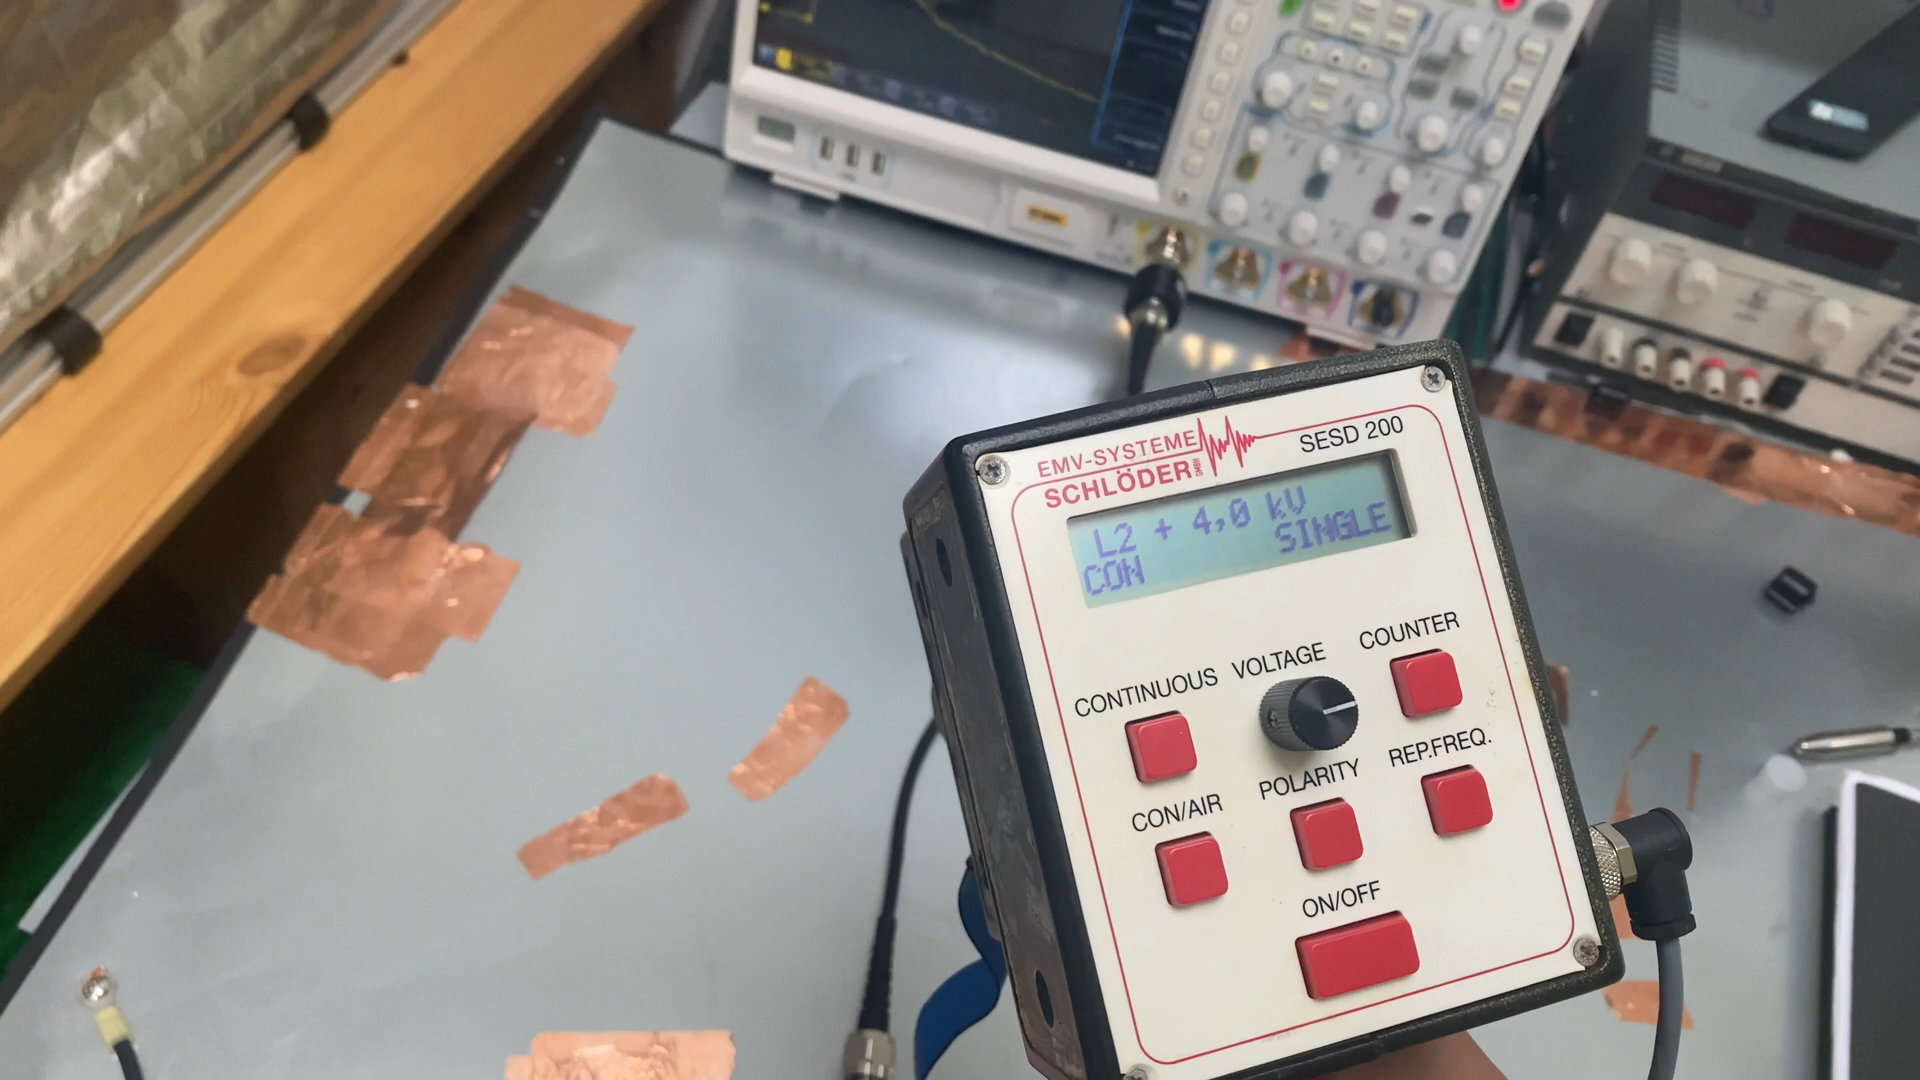 EMV-SYSTEME
SCHLÖDER GMBH
SESD 200
L2 + 4,0 kV
CON SINGLE
CONTINUOUS
VOLTAGE
COUNTER
CON/AIR
POLARITY
REP.FREQ.
ON/OFF